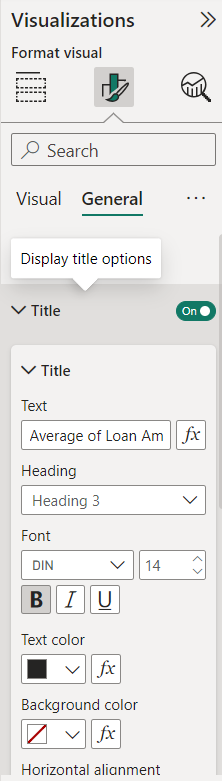 Visualizations
Format visual
Search
Visual General ...
Display title options
Title On
Title
Text
Average of Loan Am fx
Heading
Heading 3
Font
DIN 14
B I U
Text color
fx
Background color
fx
Horizontal alignment